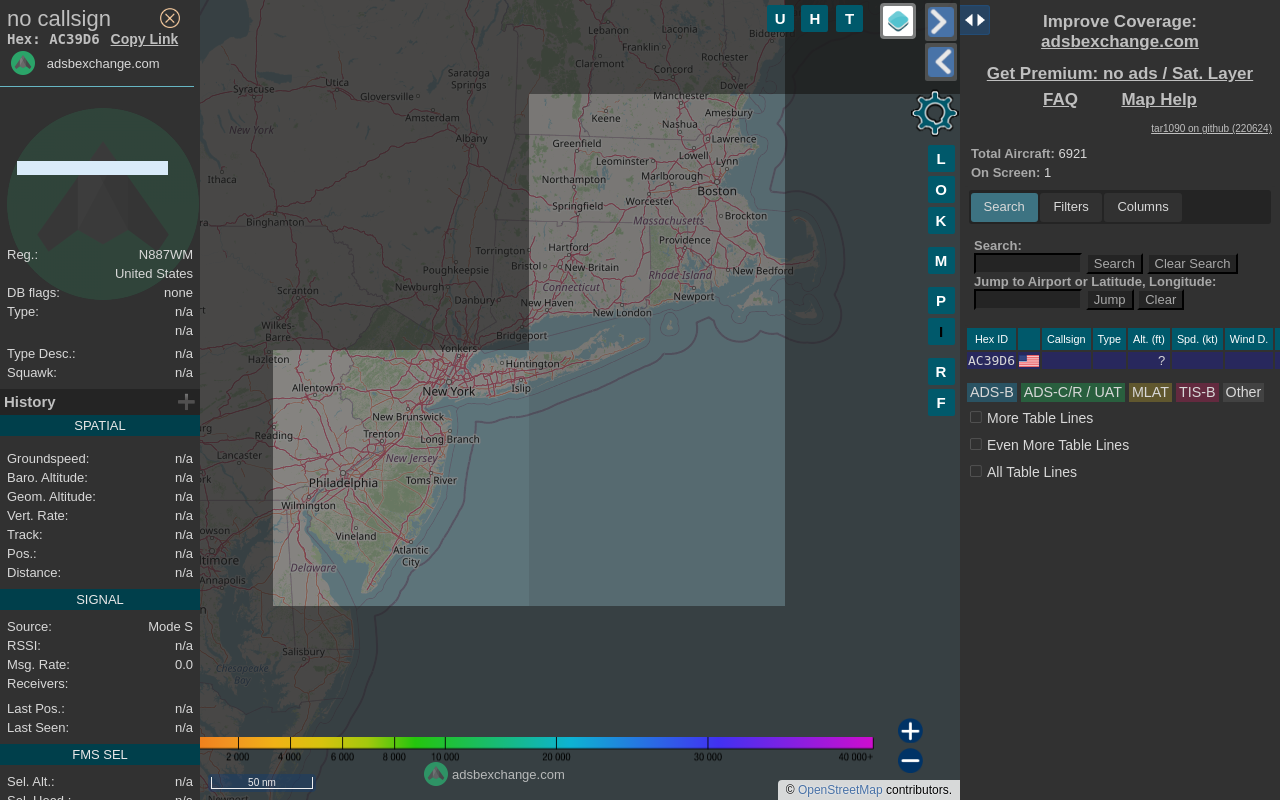 no callsign
Hex: AC39D6 Copy Link
adsbexchange.com
Reg.: N887WM
United States
DB flags: none
Type: n/a
n/a
Type Desc.: n/a
Squawk: n/a
History
SPATIAL
Groundspeed: n/a
Baro. Altitude: n/a
Geom. Altitude: n/a
Vert. Rate: n/a
Track: n/a
Pos.: n/a
Distance: n/a
SIGNAL
Source: Mode S
RSSI: n/a
Msg. Rate: 0.0
Receivers:
Last Pos.: n/a
Last Seen: n/a
FMS SEL
Sel. Alt.: n/a
Sel. Head.: n/a
U H T
Lebanon
Laconia
Franklin
Claremont
Rochester
Concord
Dover
Saratoga
Springs
Utica
Gloversville
Syracuse
Manchester
Amesbury
Keene
Nashua
Amsterdam
New York
Albany
Greenfield
Lawrence
Lowell
Leominster
Lynn
Ithaca
Northampton
Marlborough
Boston
Worcester
Springfield
Brockton
Massachusetts
Binghamton
Hartford
Providence
Torrington
Bristol
New Britain
New Bedford
Poughkeepsie
Rhode Island
Connecticut
Newburgh
Scranton
Danbury
New Haven
Newport
New London
Wilkes-
Barre
Bridgeport
Yonkers
Hazleton
Huntington
Allentown
New York
Islip
New Brunswick
Reading
Trenton
Long Branch
Lancaster
New Jersey
Philadelphia
Toms River
Wilmington
Vineland
Atlantic
City
Delaware
Annapolis
Salisbury
Chesapeake
Bay
2 000 4 000 6 000 8 000 10 000 20 000 30 000 40 000+
adsbexchange.com
50 nm
© OpenStreetMap contributors.
L
O
K
M
P
I
R
F
Improve Coverage:
adsbexchange.com
Get Premium: no ads / Sat. Layer
FAQ Map Help
tar1090 on github (220624)
Total Aircraft: 6921
On Screen: 1
Search Filters Columns
Search:
Search Clear Search
Jump to Airport or Latitude, Longitude:
Jump Clear
Hex ID Callsign Type Alt. (ft) Spd. (kt) Wind D.
AC39D6 ?
ADS-B ADS-C/R / UAT MLAT TIS-B Other
More Table Lines
Even More Table Lines
All Table Lines